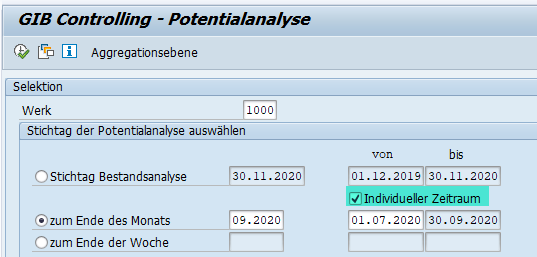 GIB Controlling - Potentialanalyse
Aggregationsebene
Selektion
Werk 1000
Stichtag der Potentialanalyse auswählen
von bis
Stichtag Bestandsanalyse 30.11.2020 01.12.2019 30.11.2020
Individueller Zeitraum
zum Ende des Monats 09.2020 01.07.2020 30.09.2020
zum Ende der Woche